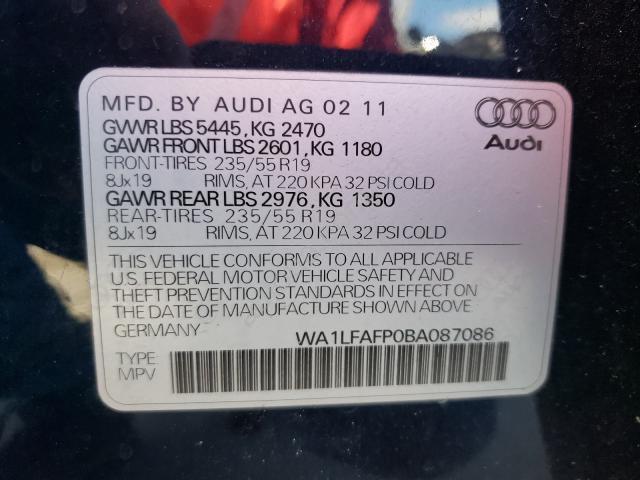 MFD. BY AUDI AG 02 11
GVWR LBS 5445, KG 2470
GAWR FRONT LBS 2601, KG 1180
FRONT-TIRES 235/55 R19
8Jx19 RIMS, AT 220 KPA 32 PSI COLD
GAWR REAR LBS 2976, KG 1350
REAR-TIRES 235/55 R19
8Jx19 RIMS, AT 220 KPA 32 PSI COLD
Audi
THIS VEHICLE CONFORMS TO ALL APPLICABLE
U.S. FEDERAL MOTOR VEHICLE SAFETY AND
THEFT PREVENTION STANDARDS IN EFFECT ON
THE DATE OF MANUFACTURE SHOWN ABOVE.
GERMANY WA1LFAFP0BA087086
TYPE:
MPV